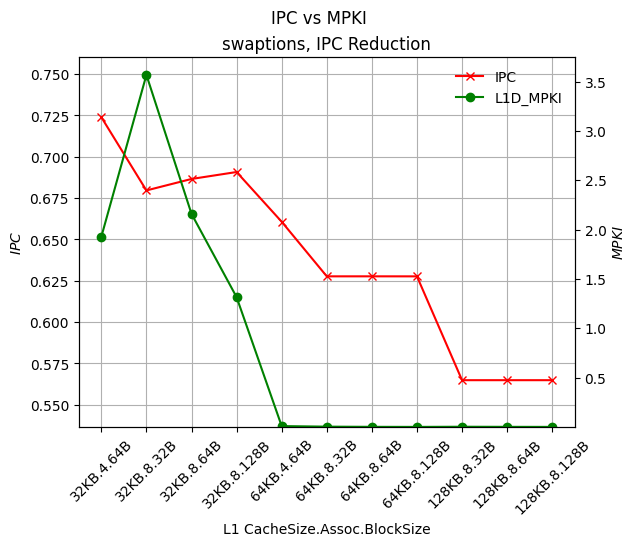 IPC vs MPKI
swaptions, IPC Reduction
IPC
L1D_MPKI
0.750
0.725
0.700
0.675
0.650
0.625
0.600
0.575
0.550
IPC
3.5
3.0
2.5
2.0
1.5
1.0
0.5
MPKI
32KB.4.64B
32KB.8.32B
32KB.8.64B
32KB.8.128B
64KB.4.64B
64KB.8.32B
64KB.8.64B
64KB.8.128B
128KB.8.32B
128KB.8.64B
128KB.8.128B
L1 CacheSize.Assoc.BlockSize